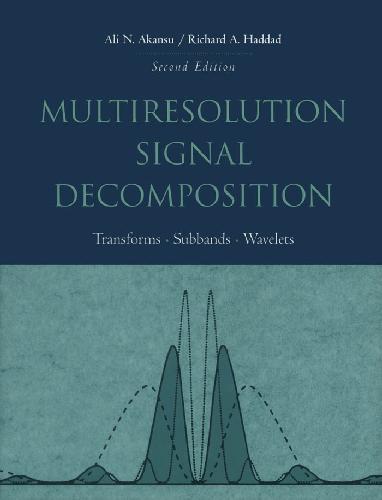 Ali N. Akansu / Richard A. Haddad
Second Edition
MULTIRESOLUTION
SIGNAL
DECOMPOSITION
Transforms · Subbands · Wavelets